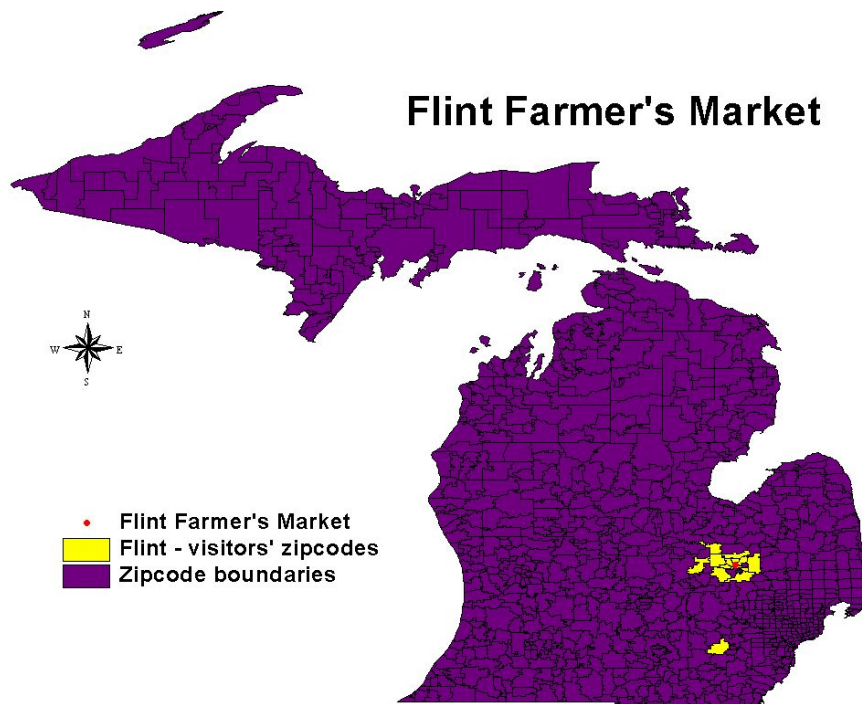 Flint Farmer's Market
N
W E
S
Flint Farmer's Market
Flint - visitors' zipcodes
Zipcode boundaries